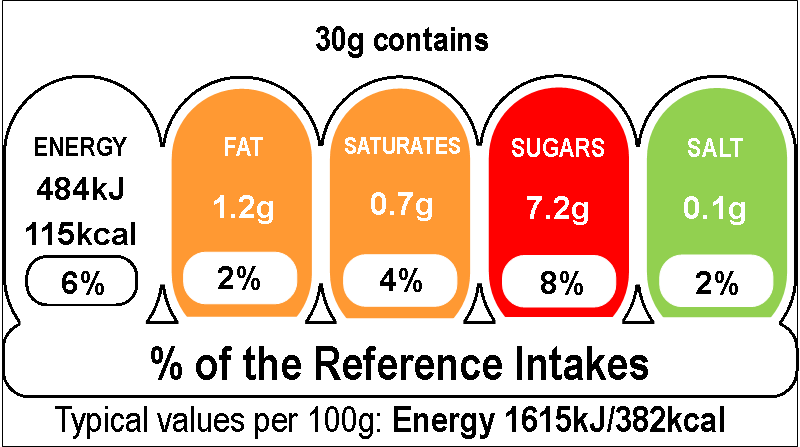 30g contains
ENERGY
484kJ
115kcal
6%
FAT
1.2g
2%
SATURATES
0.7g
4%
SUGARS
7.2g
8%
SALT
0.1g
2%
% of the Reference Intakes
Typical values per 100g: Energy 1615kJ/382kcal